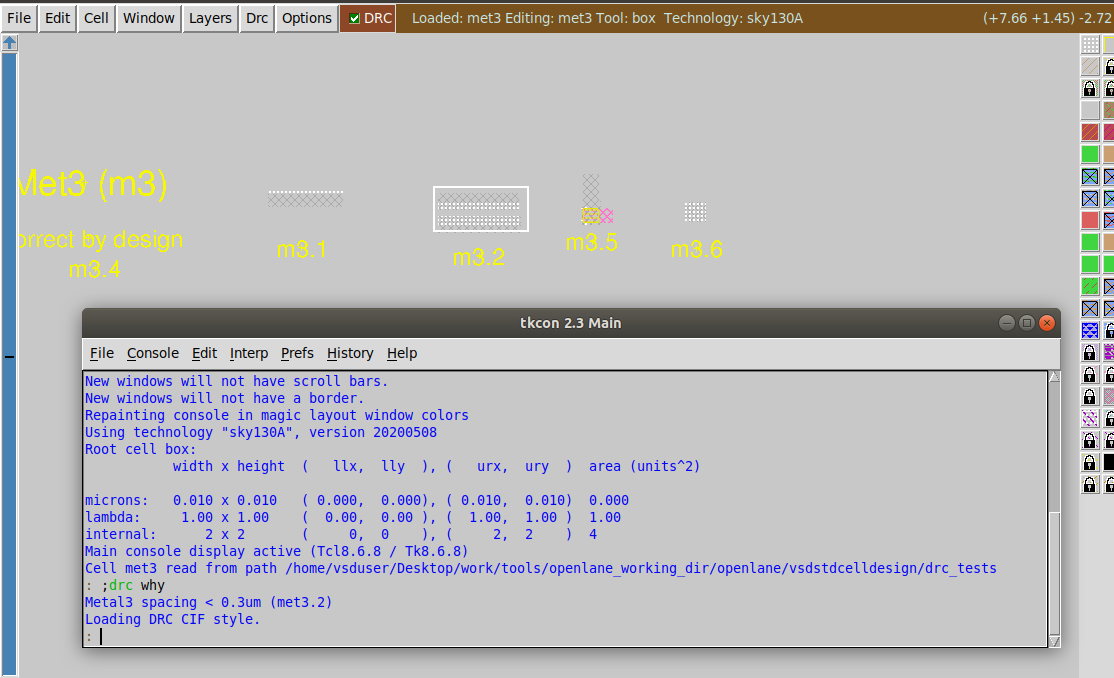 File Edit Cell Window Layers Drc Options DRC Loaded: met3 Editing: met3 Tool: box Technology: sky130A (+7.66 +1.45) -2.72
Met3 (m3)
orrect by design
m3.4
m3.1
m3.2
m3.5
m3.6
tkcon 2.3 Main
File Console Edit Interp Prefs History Help
New windows will not have scroll bars.
New windows will not have a border.
Repainting console in magic layout window colors
Using technology "sky130A", version 20200508
Root cell box:
width x height ( llx, lly ), ( urx, ury ) area (units^2)
microns: 0.010 x 0.010 ( 0.000, 0.000), ( 0.010, 0.010) 0.000
lambda: 1.00 x 1.00 ( 0.00, 0.00 ), ( 1.00, 1.00 ) 1.00
internal: 2 x 2 ( 0, 0 ), ( 2, 2 ) 4
Main console display active (Tcl8.6.8 / Tk8.6.8)
Cell met3 read from path /home/vsduser/Desktop/work/tools/openlane_working_dir/openlane/vsdstdcelldesign/drc_tests
: ;drc why
Metal3 spacing < 0.3um (met3.2)
Loading DRC CIF style.
: